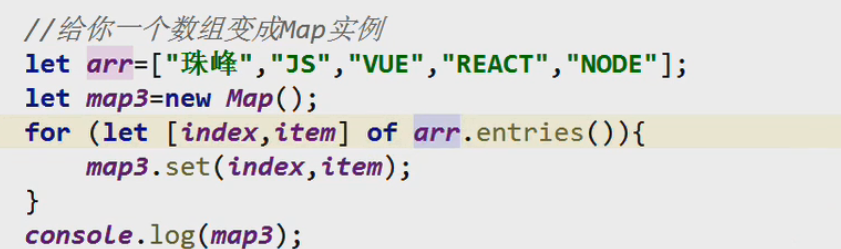 //给你一个数组变成Map实例
let arr=["珠峰","JS","VUE","REACT","NODE"];
let map3=new Map();
for (let [index,item] of arr.entries()){
map3.set(index,item);
}
console.log(map3);